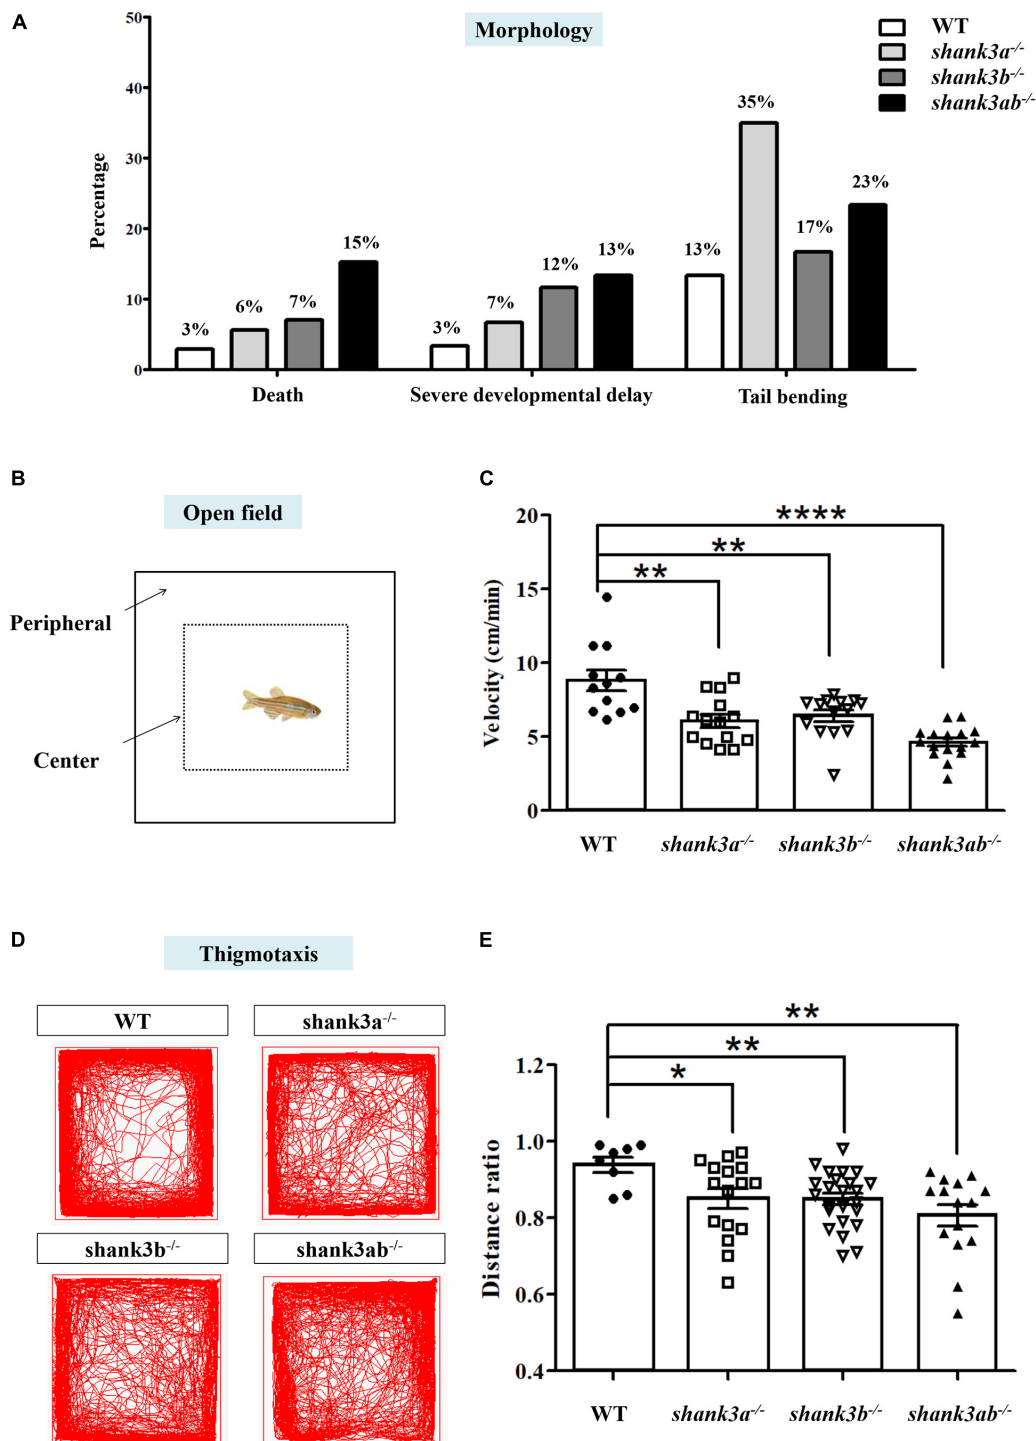 A
Morphology
WT
shank3a-/-
shank3b-/-
shank3ab-/-
Percentage
50
40
30
20
10
0
3%
6%
7%
15%
3%
7%
12%
13%
13%
35%
17%
23%
Death
Severe developmental delay
Tail bending
B
Open field
Peripheral
Center
C
Velocity (cm/min)
20
15
10
5
0
****
**
**
WT
shank3a-/-
shank3b-/-
shank3ab-/-
D
Thigmotaxis
WT
shank3a-/-
shank3b-/-
shank3ab-/-
E
Distance ratio
1.2
1.0
0.8
0.6
0.4
**
**
*
WT
shank3a-/-
shank3b-/-
shank3ab-/-